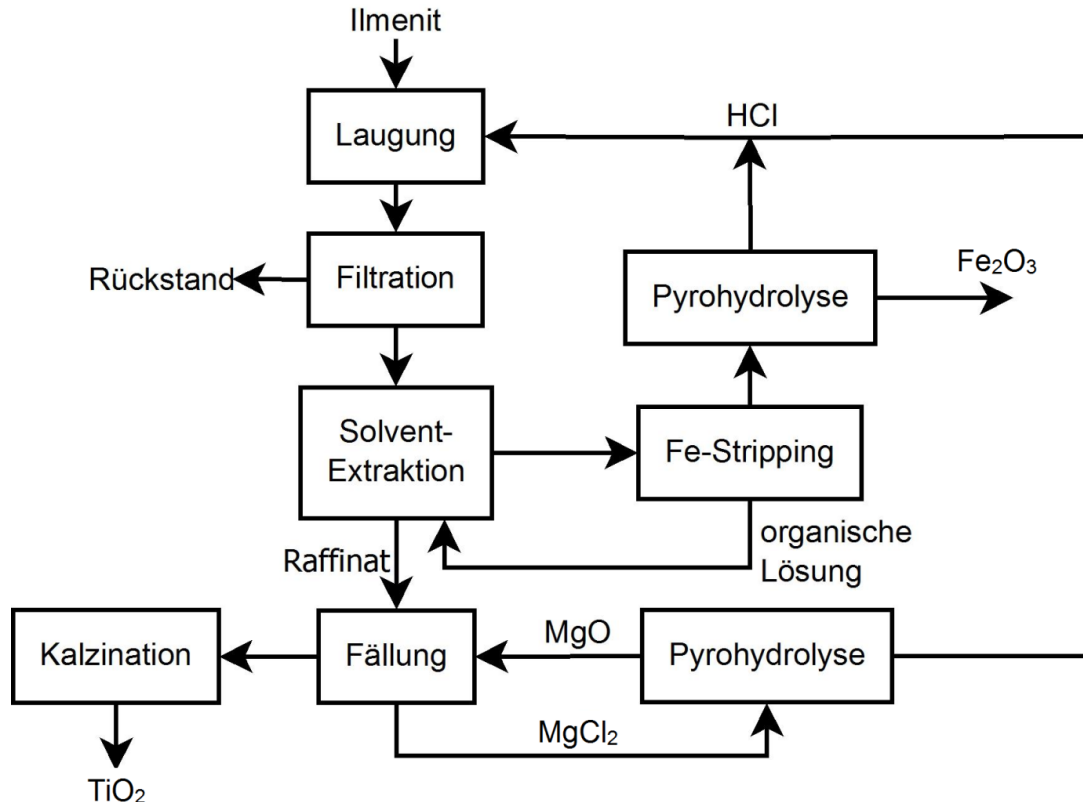 Ilmenit
HCl
Laugung
Filtration
Rückstand
Pyrohydrolyse
Fe₂O₃
Solvent-
Extraktion
Fe-Stripping
organische
Lösung
Raffinat
Kalzination
Fällung
MgO
Pyrohydrolyse
MgCl₂
TiO₂